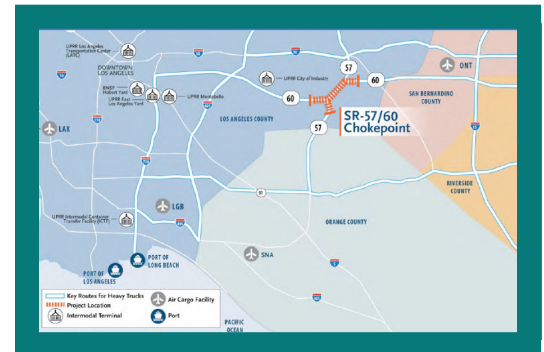 UPRR Los Angeles
Transportation Center
(LATC)
DOWNTOWN
LOS ANGELES
BNSF
Hobart Yard
UPRR East
Los Angeles Yard
UPRR Montebello
UPRR City of Industry
57
60
60
57
ONT
SAN BERNARDINO
COUNTY
SR-57/60
Chokepoint
LOS ANGELES COUNTY
LAX
RIVERSIDE
COUNTY
91
LGB
ORANGE COUNTY
UPRR Intermodal Container
Transfer Facility (ICTF)
SNA
PORT OF
LONG BEACH
PORT OF
LOS ANGELES
Key Routes for Heavy Trucks
Project Location
Intermodal Terminal
Air Cargo Facility
Port
PACIFIC
OCEAN